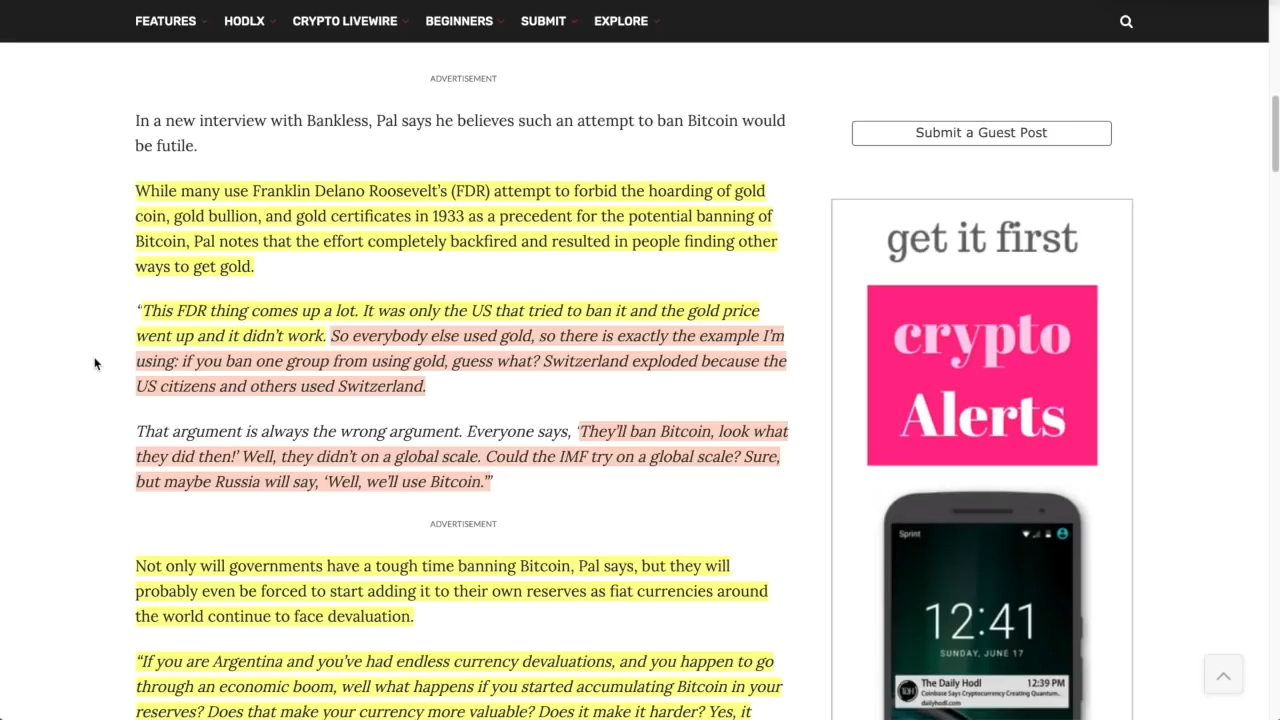 FEATURES HODLX CRYPTO LIVEWIRE BEGINNERS SUBMIT EXPLORE
ADVERTISEMENT
In a new interview with Bankless, Pal says he believes such an attempt to ban Bitcoin would
be futile.
While many use Franklin Delano Roosevelt’s (FDR) attempt to forbid the hoarding of gold
coin, gold bullion, and gold certificates in 1933 as a precedent for the potential banning of
Bitcoin, Pal notes that the effort completely backfired and resulted in people finding other
ways to get gold.
“This FDR thing comes up a lot. It was only the US that tried to ban it and the gold price
went up and it didn’t work. So everybody else used gold, so there is exactly the example I’m
using: if you ban one group from using gold, guess what? Switzerland exploded because the
US citizens and others used Switzerland.
That argument is always the wrong argument. Everyone says, ‘They’ll ban Bitcoin, look what
they did then!’ Well, they didn’t on a global scale. Could the IMF try on a global scale? Sure,
but maybe Russia will say, ‘Well, we’ll use Bitcoin.’”
ADVERTISEMENT
Not only will governments have a tough time banning Bitcoin, Pal says, but they will
probably even be forced to start adding it to their own reserves as fiat currencies around
the world continue to face devaluation.
“If you are Argentina and you’ve had endless currency devaluations, and you happen to go
through an economic boom, well what happens if you started accumulating Bitcoin in your
reserves? make your currency more valuable? Does it make it harder? Yes, it
Submit a Guest Post
get it first
crypto
Alerts
Sprint
12:41
SUNDAY, JUNE 17
The Daily Hodl 12:39 PM
Coinbase Says Cryptocurrency Creating Quantum..
dailyhodl.com